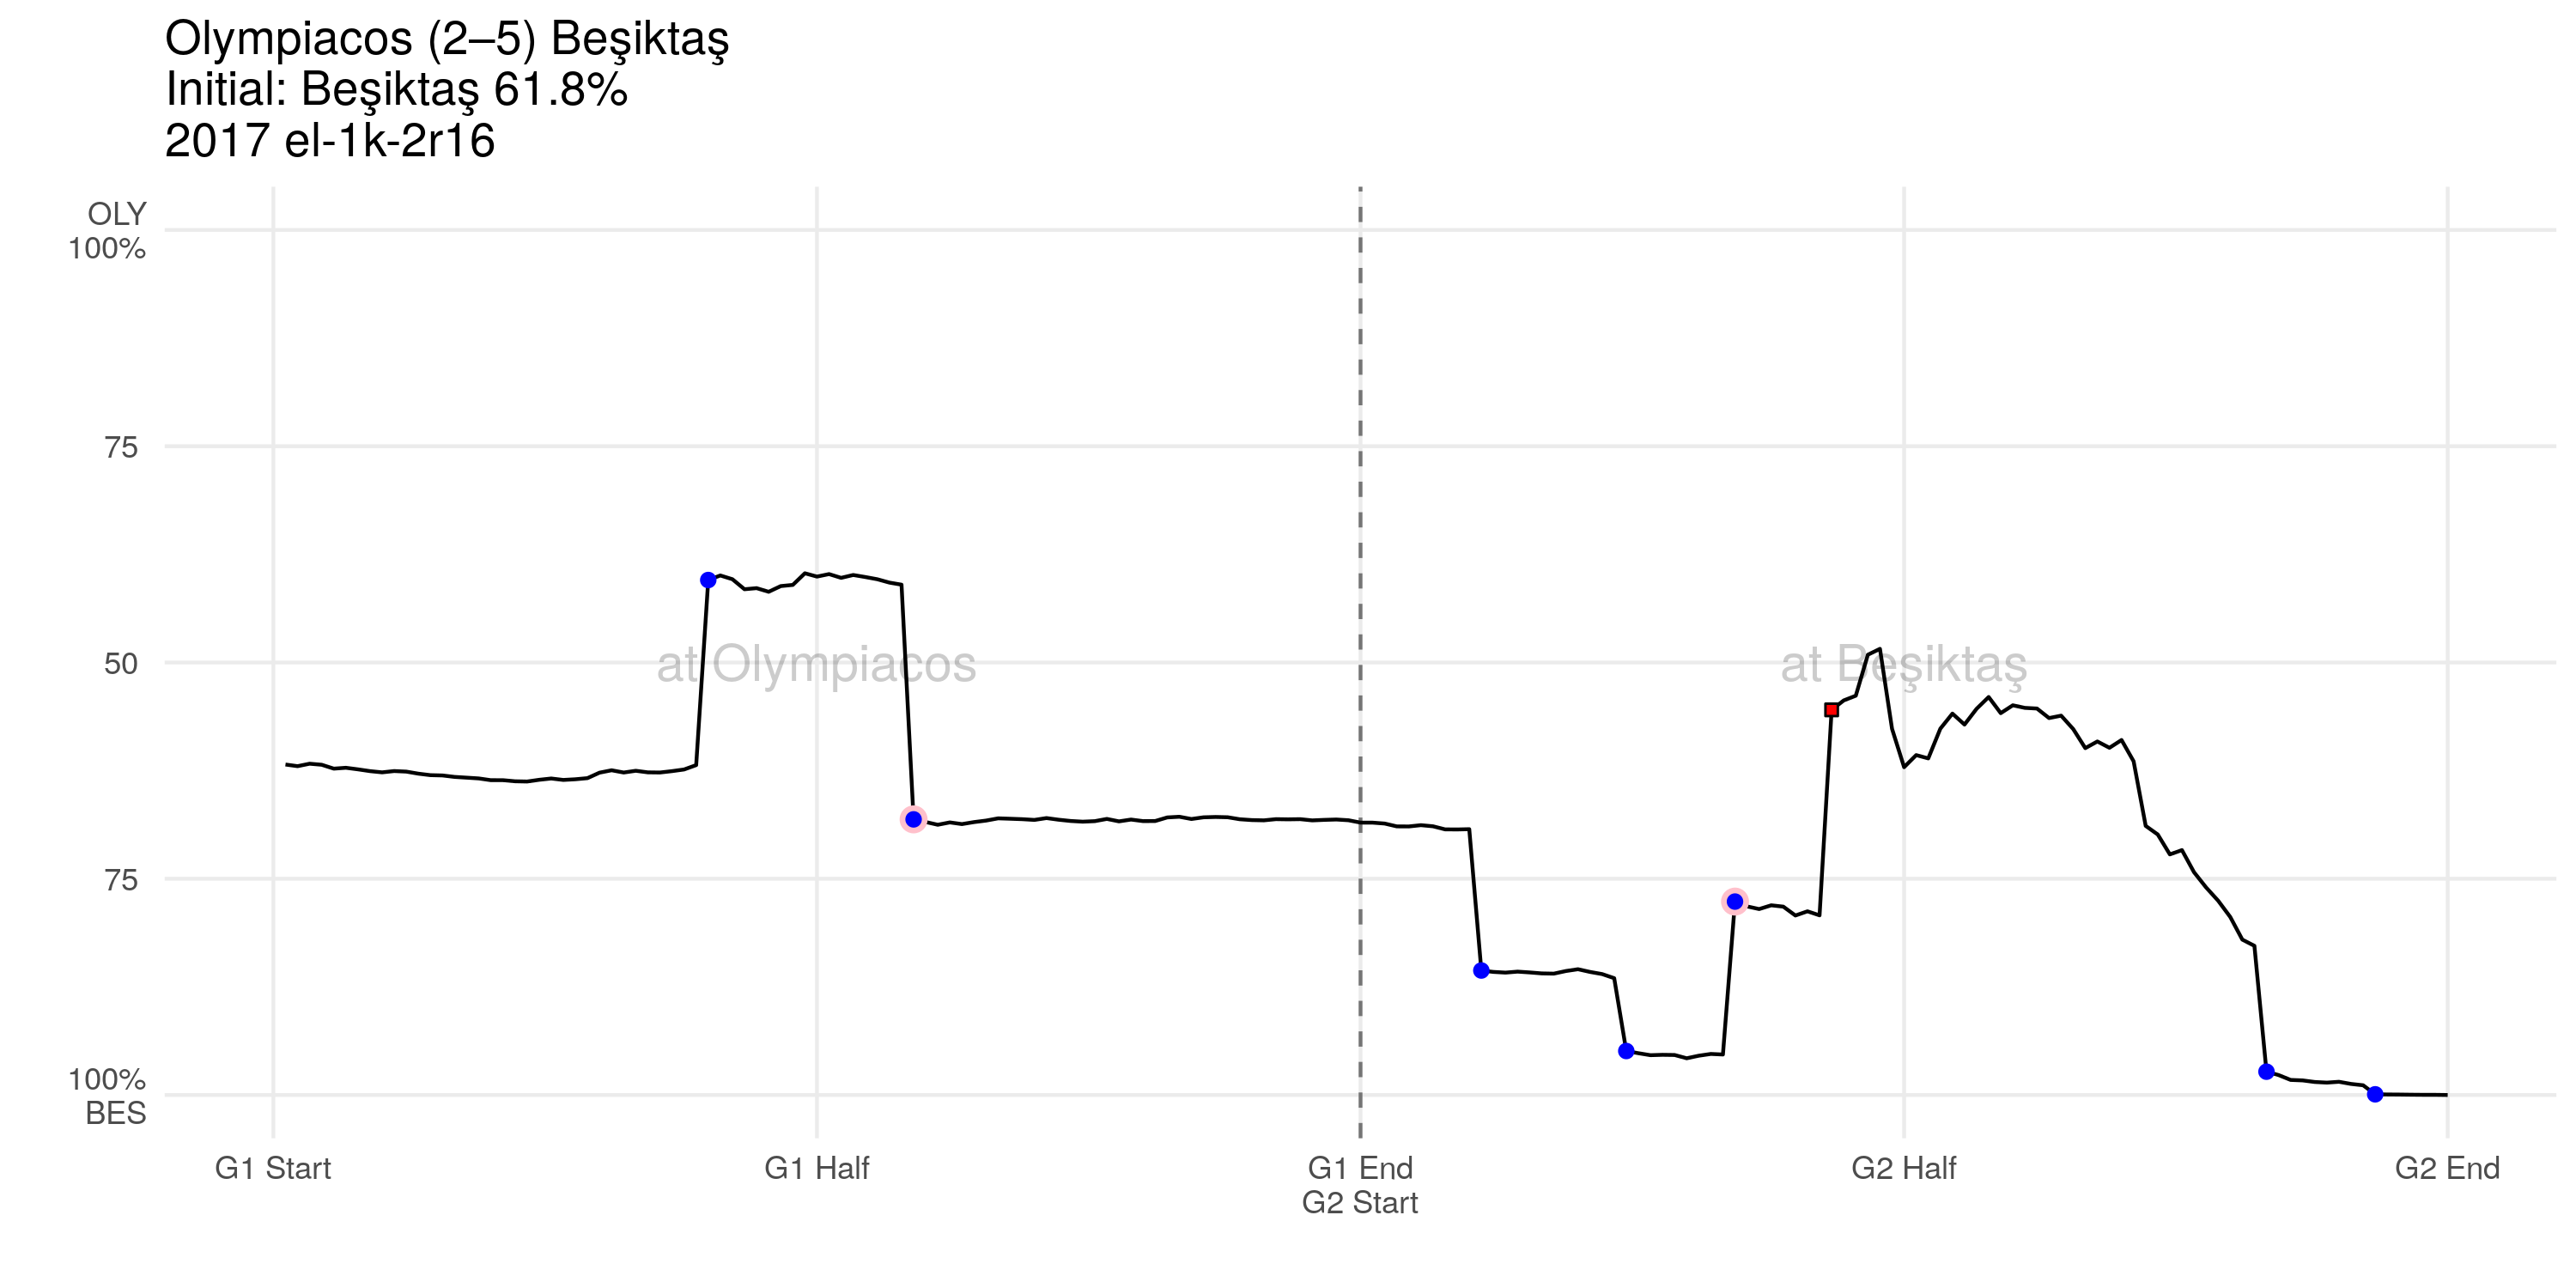 Olympiacos (2–5) Beşiktaş
Initial: Beşiktaş 61.8%
2017 el-1k-2r16
OLY
100%
75
50
75
100%
BES
at Olympiacos
at Beşiktaş
G1 Start
G1 Half
G1 End
G2 Start
G2 Half
G2 End